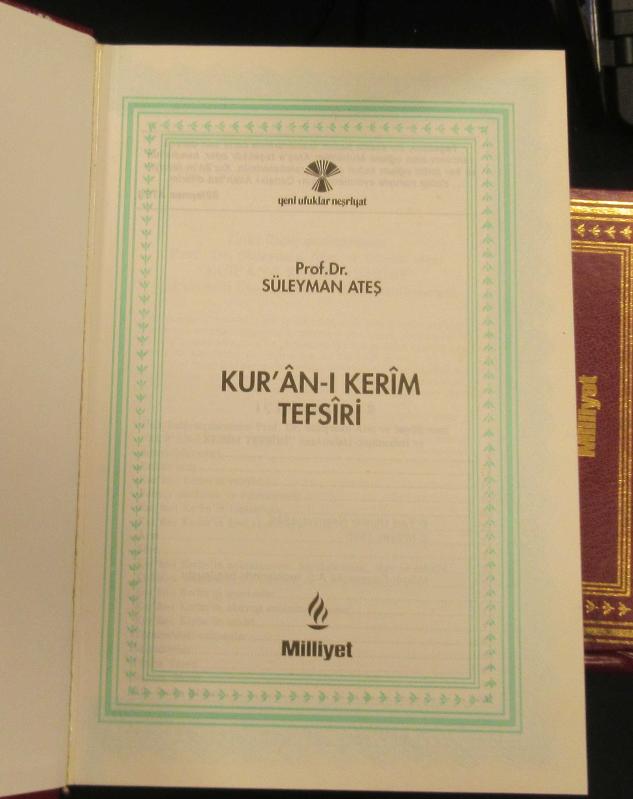 yeni ufuklar neşriyat
Prof.Dr.
SÜLEYMAN ATEŞ
KUR'ÂN-I KERÎM
TEFSÎRİ
Milliyet
Milliyet